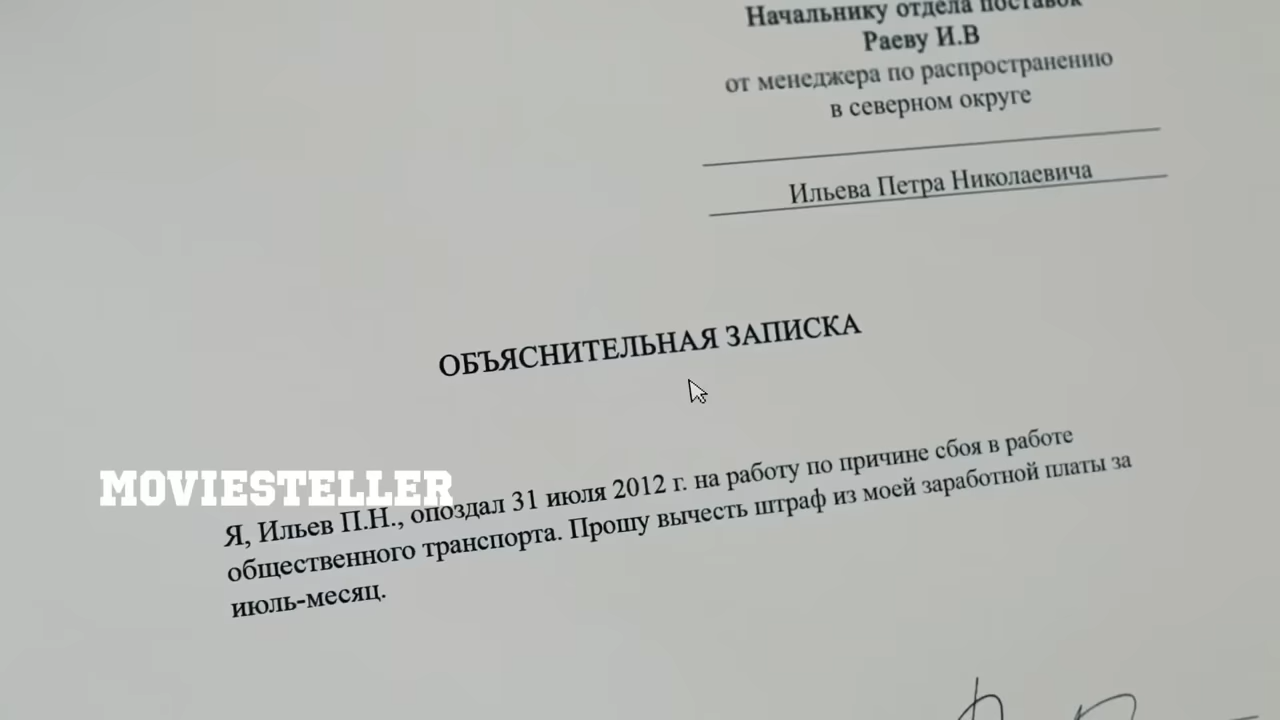 Начальнику отдела поставок
Раеву И.В
от менеджера по распространению
в северном округе
Ильева Петра Николаевича
ОБЪЯСНИТЕЛЬНАЯ ЗАПИСКА
MOVIESTELLER
Я, Ильев П.Н., опоздал 31 июля 2012 г. на работу по причине сбоя в работе
общественного транспорта. Прошу вычесть штраф из моей заработной платы за
июль-месяц.